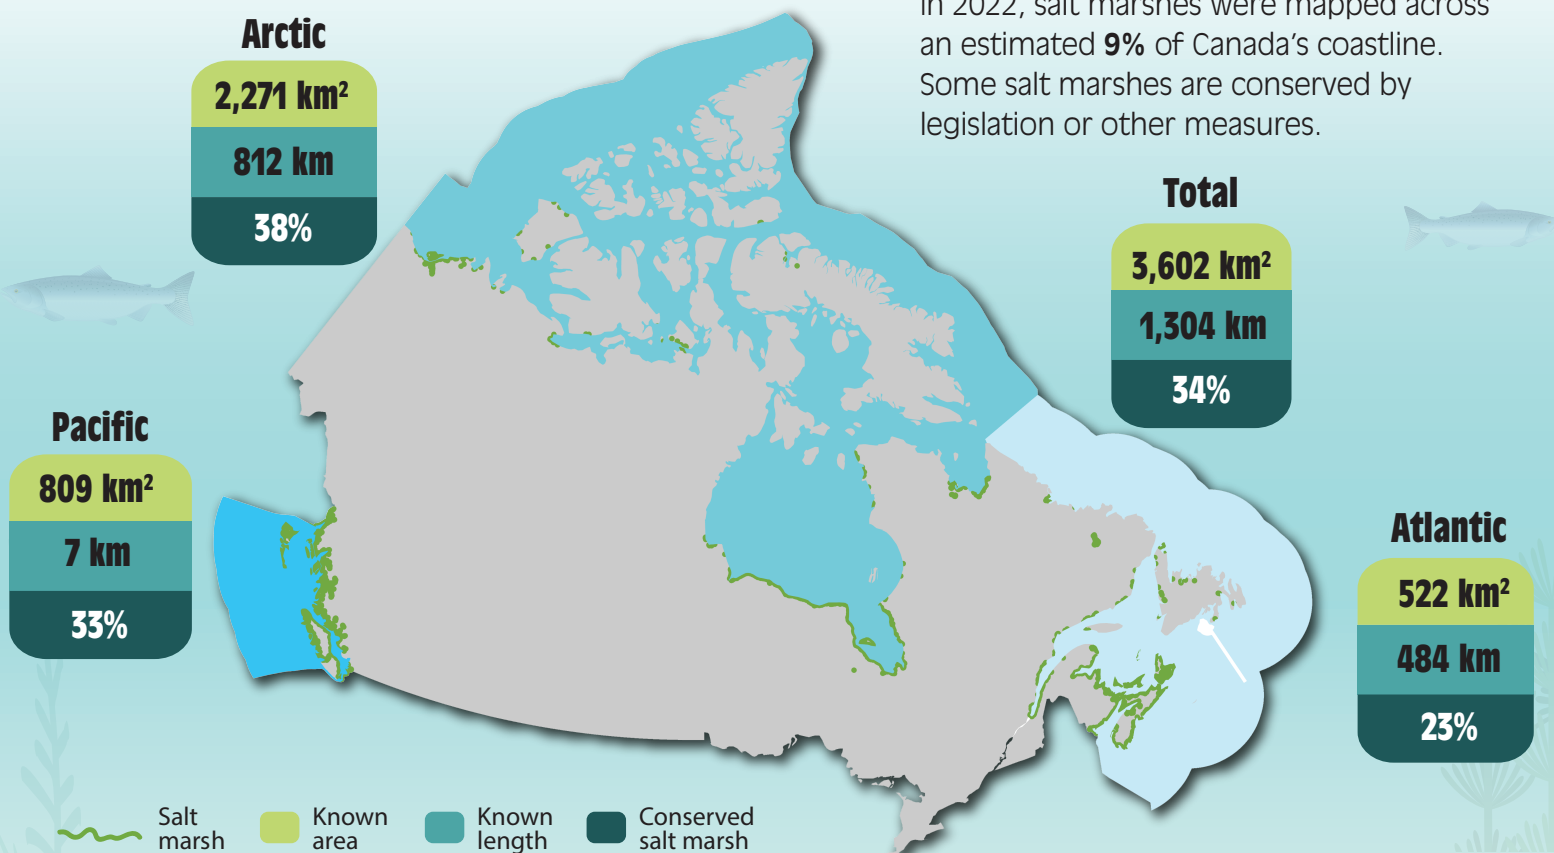 In 2022, salt marshes were mapped across
an estimated 9% of Canada's coastline.
Some salt marshes are conserved by
legislation or other measures.
Arctic
2,271 km²
812 km
38%
Total
3,602 km²
1,304 km
34%
Pacific
809 km²
7 km
33%
Atlantic
522 km²
484 km
23%
Salt
marsh
Known
area
Known
length
Conserved
salt marsh